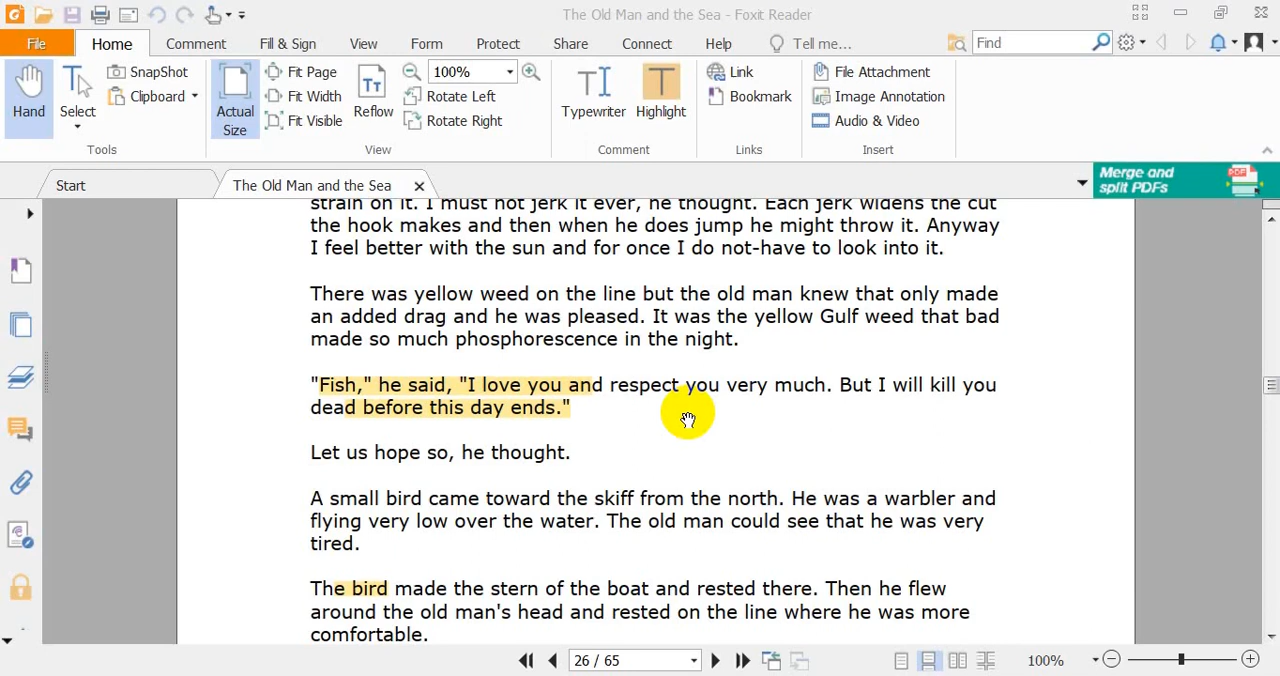 The Old Man and the Sea - Foxit Reader
File
Home
Comment
Fill & Sign
View
Form
Protect
Share
Connect
Help
Tell me...
Find
Hand
Select
SnapShot
Clipboard
Tools
Actual
Size
Fit Page
Fit Width
Fit Visible
Reflow
100%
Rotate Left
Rotate Right
View
Typewriter
Highlight
Comment
Link
Bookmark
Links
File Attachment
Image Annotation
Audio & Video
Insert
Start
The Old Man and the Sea
Merge and
split PDFs
PDF
strain on it. I must not jerk it ever, he thought. Each jerk widens the cut
the hook makes and then when he does jump he might throw it. Anyway
I feel better with the sun and for once I do not-have to look into it.
There was yellow weed on the line but the old man knew that only made
an added drag and he was pleased. It was the yellow Gulf weed that bad
made so much phosphorescence in the night.
"Fish," he said, "I love you and respect you very much. But I will kill you
dead before this day ends."
Let us hope so, he thought.
A small bird came toward the skiff from the north. He was a warbler and
flying very low over the water. The old man could see that he was very
tired.
The bird made the stern of the boat and rested there. Then he flew
around the old man's head and rested on the line where he was more
comfortable.
26 / 65
100%